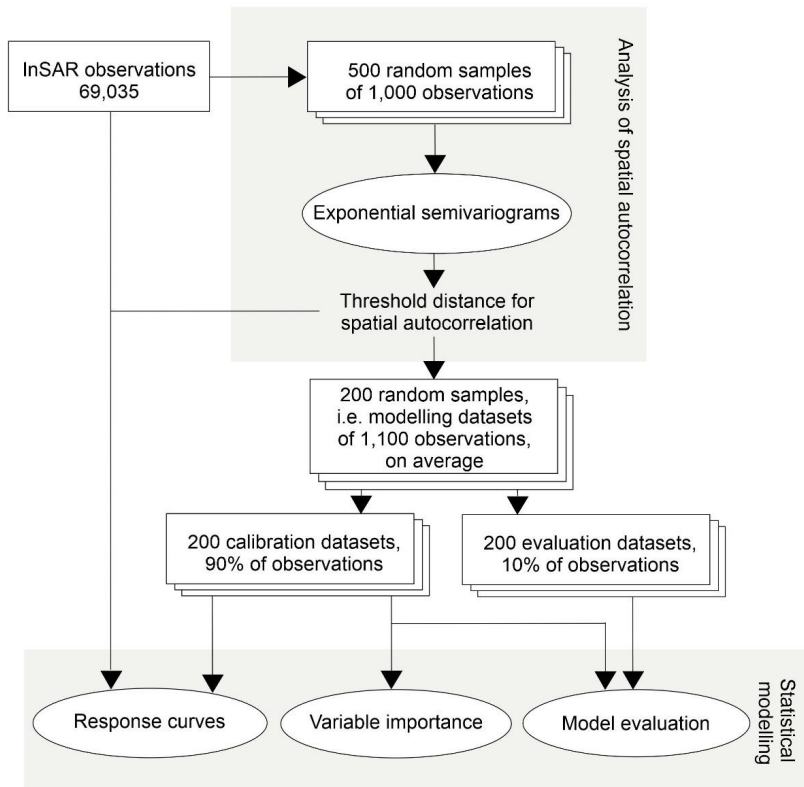 InSAR observations
69,035
500 random samples
of 1,000 observations
Analysis of spatial autocorrelation
Exponential semivariograms
Threshold distance for
spatial autocorrelation
200 random samples,
i.e. modelling datasets
of 1,100 observations,
on average
200 calibration datasets,
90% of observations
200 evaluation datasets,
10% of observations
Response curves
Variable importance
Model evaluation
Statistical
modelling